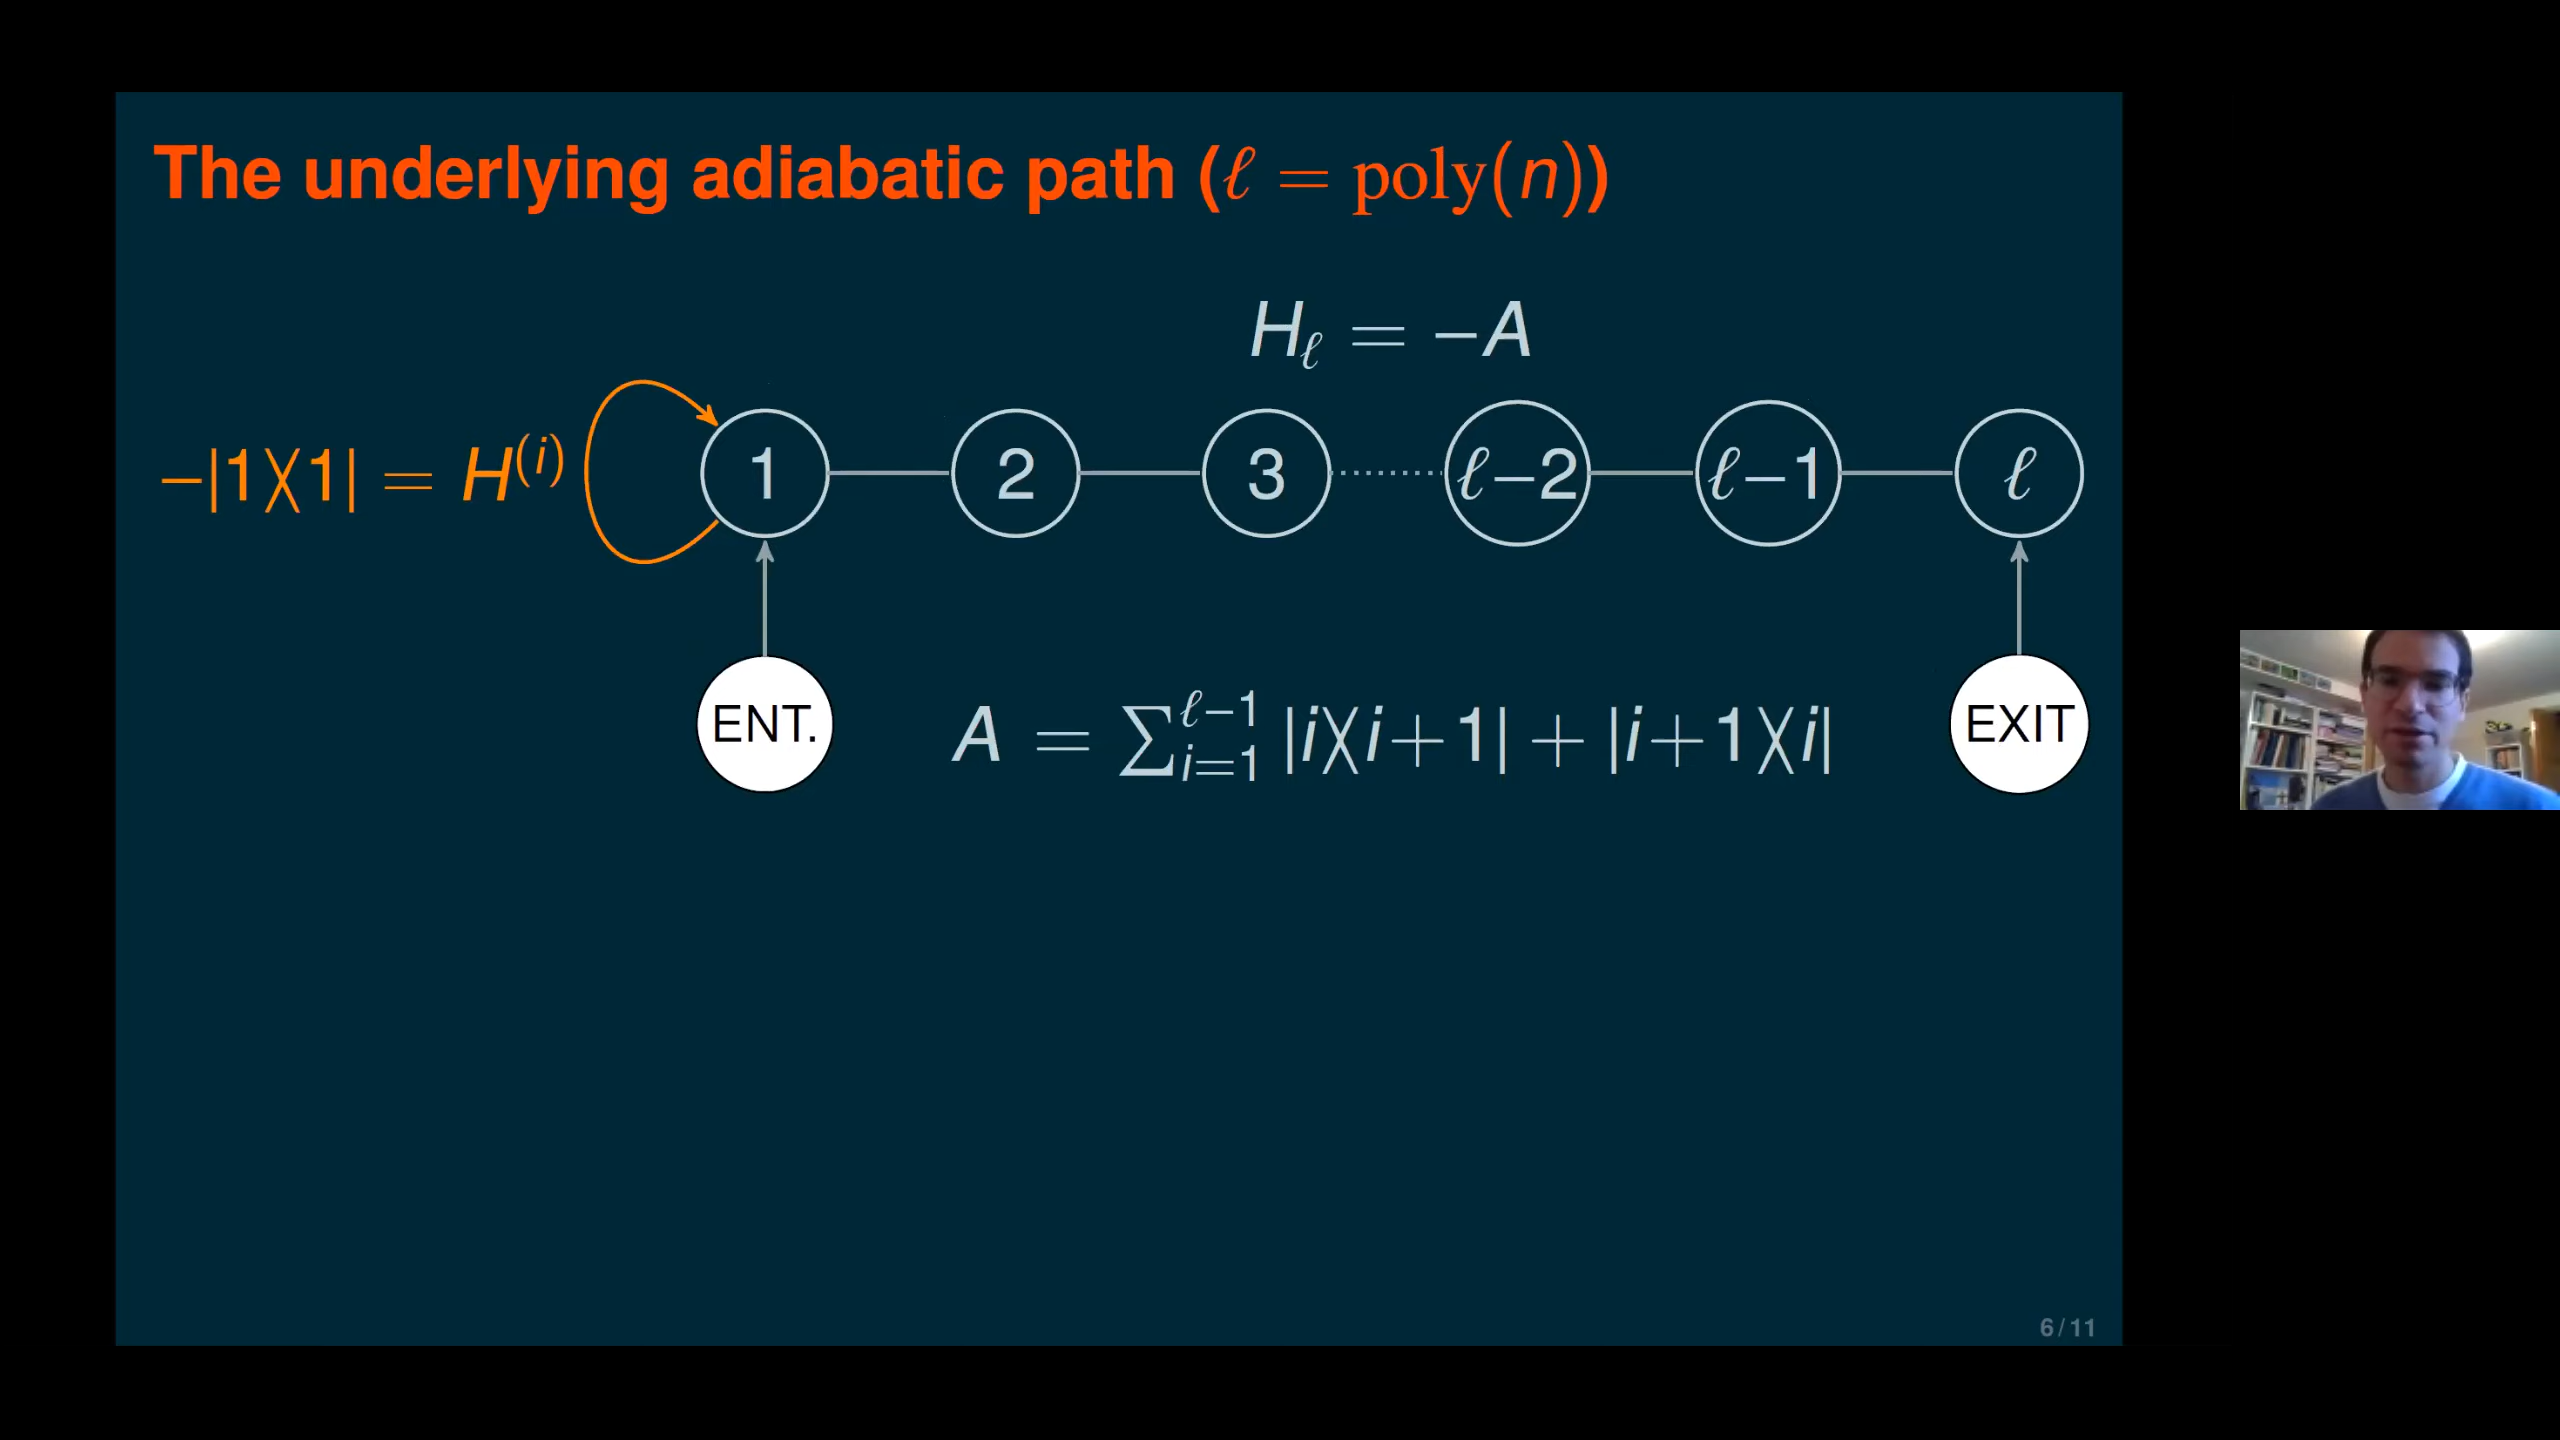 The underlying adiabatic path (ℓ = poly(n))
H_ℓ = −A
−|1⟩⟨1| = H^(i)
1 2 3 ℓ−2 ℓ−1 ℓ
ENT. A = ∑_{i=1}^{ℓ−1} |i⟩⟨i+1| + |i+1⟩⟨i| EXIT
6 / 11